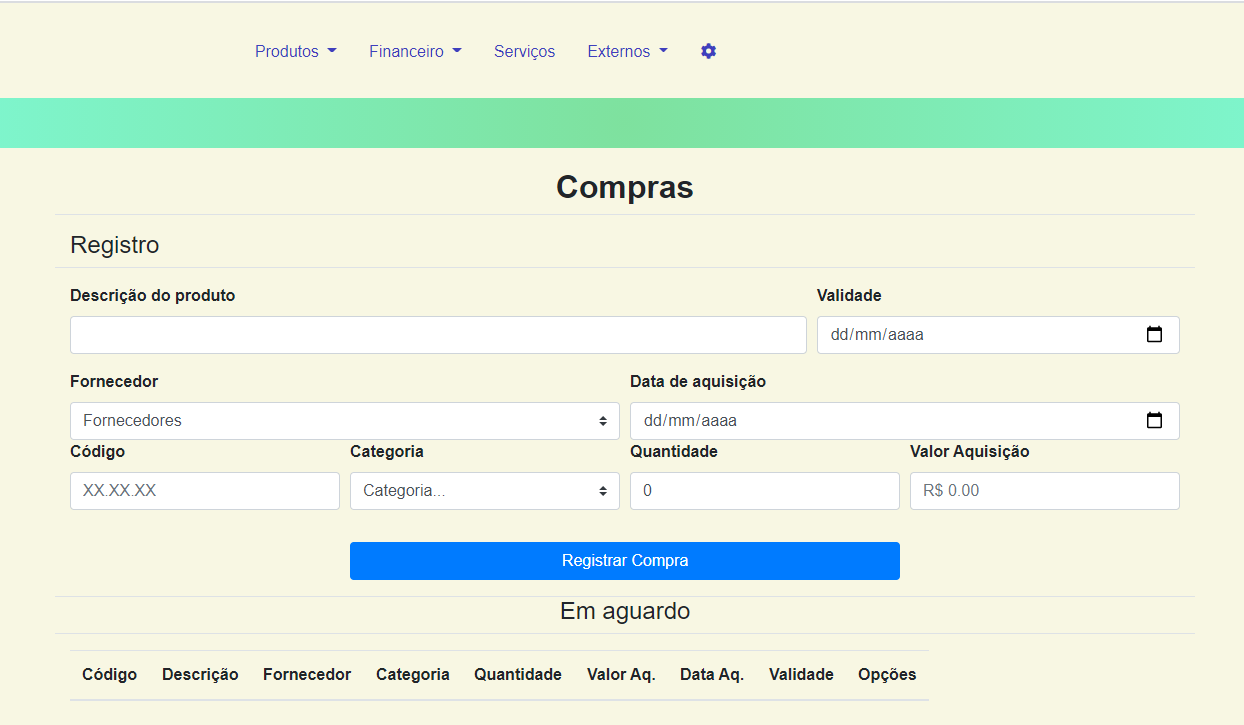 Produtos Financeiro Serviços Externos
Compras
Registro
Descrição do produto Validade
dd/mm/aaaa
Fornecedor Data de aquisição
Fornecedores dd/mm/aaaa
Código Categoria Quantidade Valor Aquisição
XX.XX.XX Categoria... 0 R$ 0.00
Registrar Compra
Em aguardo
Código Descrição Fornecedor Categoria Quantidade Valor Aq. Data Aq. Validade Opções